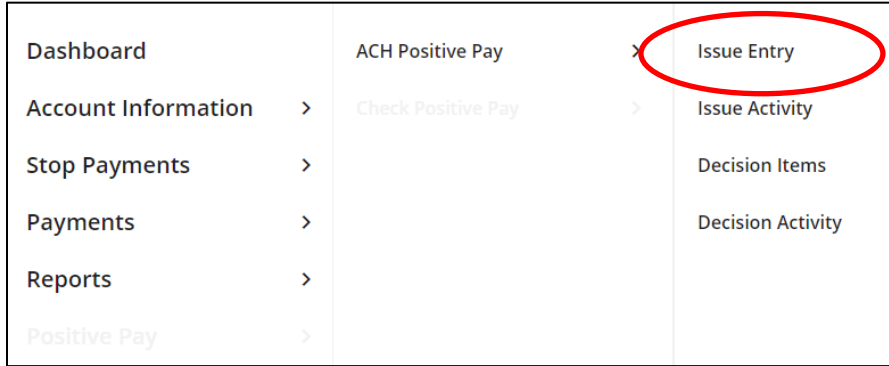 Dashboard
Account Information
Stop Payments
Payments
Reports
Positive Pay
ACH Positive Pay
Check Positive Pay
Issue Entry
Issue Activity
Decision Items
Decision Activity